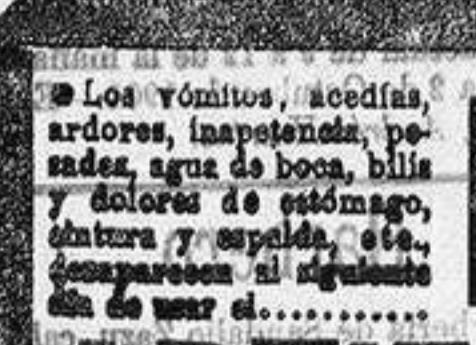 Los vómitos, acedías,
ardores, inapetencia, pe-
sadez, agua de boca, bilis
y dolores de estómago,
cintura y espalda, etc.,
desaparecen al siguiente
día de usar el...........